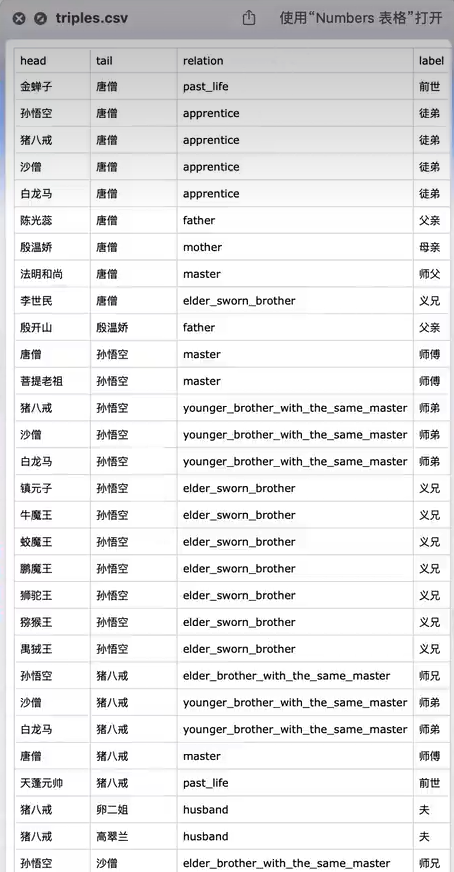 triples.csv 使用“Numbers 表格”打开
head tail relation label
金蝉子 唐僧 past_life 前世
孙悟空 唐僧 apprentice 徒弟
猪八戒 唐僧 apprentice 徒弟
沙僧 唐僧 apprentice 徒弟
白龙马 唐僧 apprentice 徒弟
陈光蕊 唐僧 father 父亲
殷温娇 唐僧 mother 母亲
法明和尚 唐僧 master 师父
李世民 唐僧 elder_sworn_brother 义兄
殷开山 殷温娇 father 父亲
唐僧 孙悟空 master 师傅
菩提老祖 孙悟空 master 师傅
猪八戒 孙悟空 younger_brother_with_the_same_master 师弟
沙僧 孙悟空 younger_brother_with_the_same_master 师弟
白龙马 孙悟空 younger_brother_with_the_same_master 师弟
镇元子 孙悟空 elder_sworn_brother 义兄
牛魔王 孙悟空 elder_sworn_brother 义兄
蛟魔王 孙悟空 elder_sworn_brother 义兄
鹏魔王 孙悟空 elder_sworn_brother 义兄
狮驼王 孙悟空 elder_sworn_brother 义兄
猕猴王 孙悟空 elder_sworn_brother 义兄
禺狨王 孙悟空 elder_sworn_brother 义兄
孙悟空 猪八戒 elder_brother_with_the_same_master 师兄
沙僧 猪八戒 younger_brother_with_the_same_master 师弟
白龙马 猪八戒 younger_brother_with_the_same_master 师弟
唐僧 猪八戒 master 师傅
天蓬元帅 猪八戒 past_life 前世
猪八戒 卵二姐 husband 夫
猪八戒 高翠兰 husband 夫
孙悟空 沙僧 elder_brother_with_the_same_master 师兄